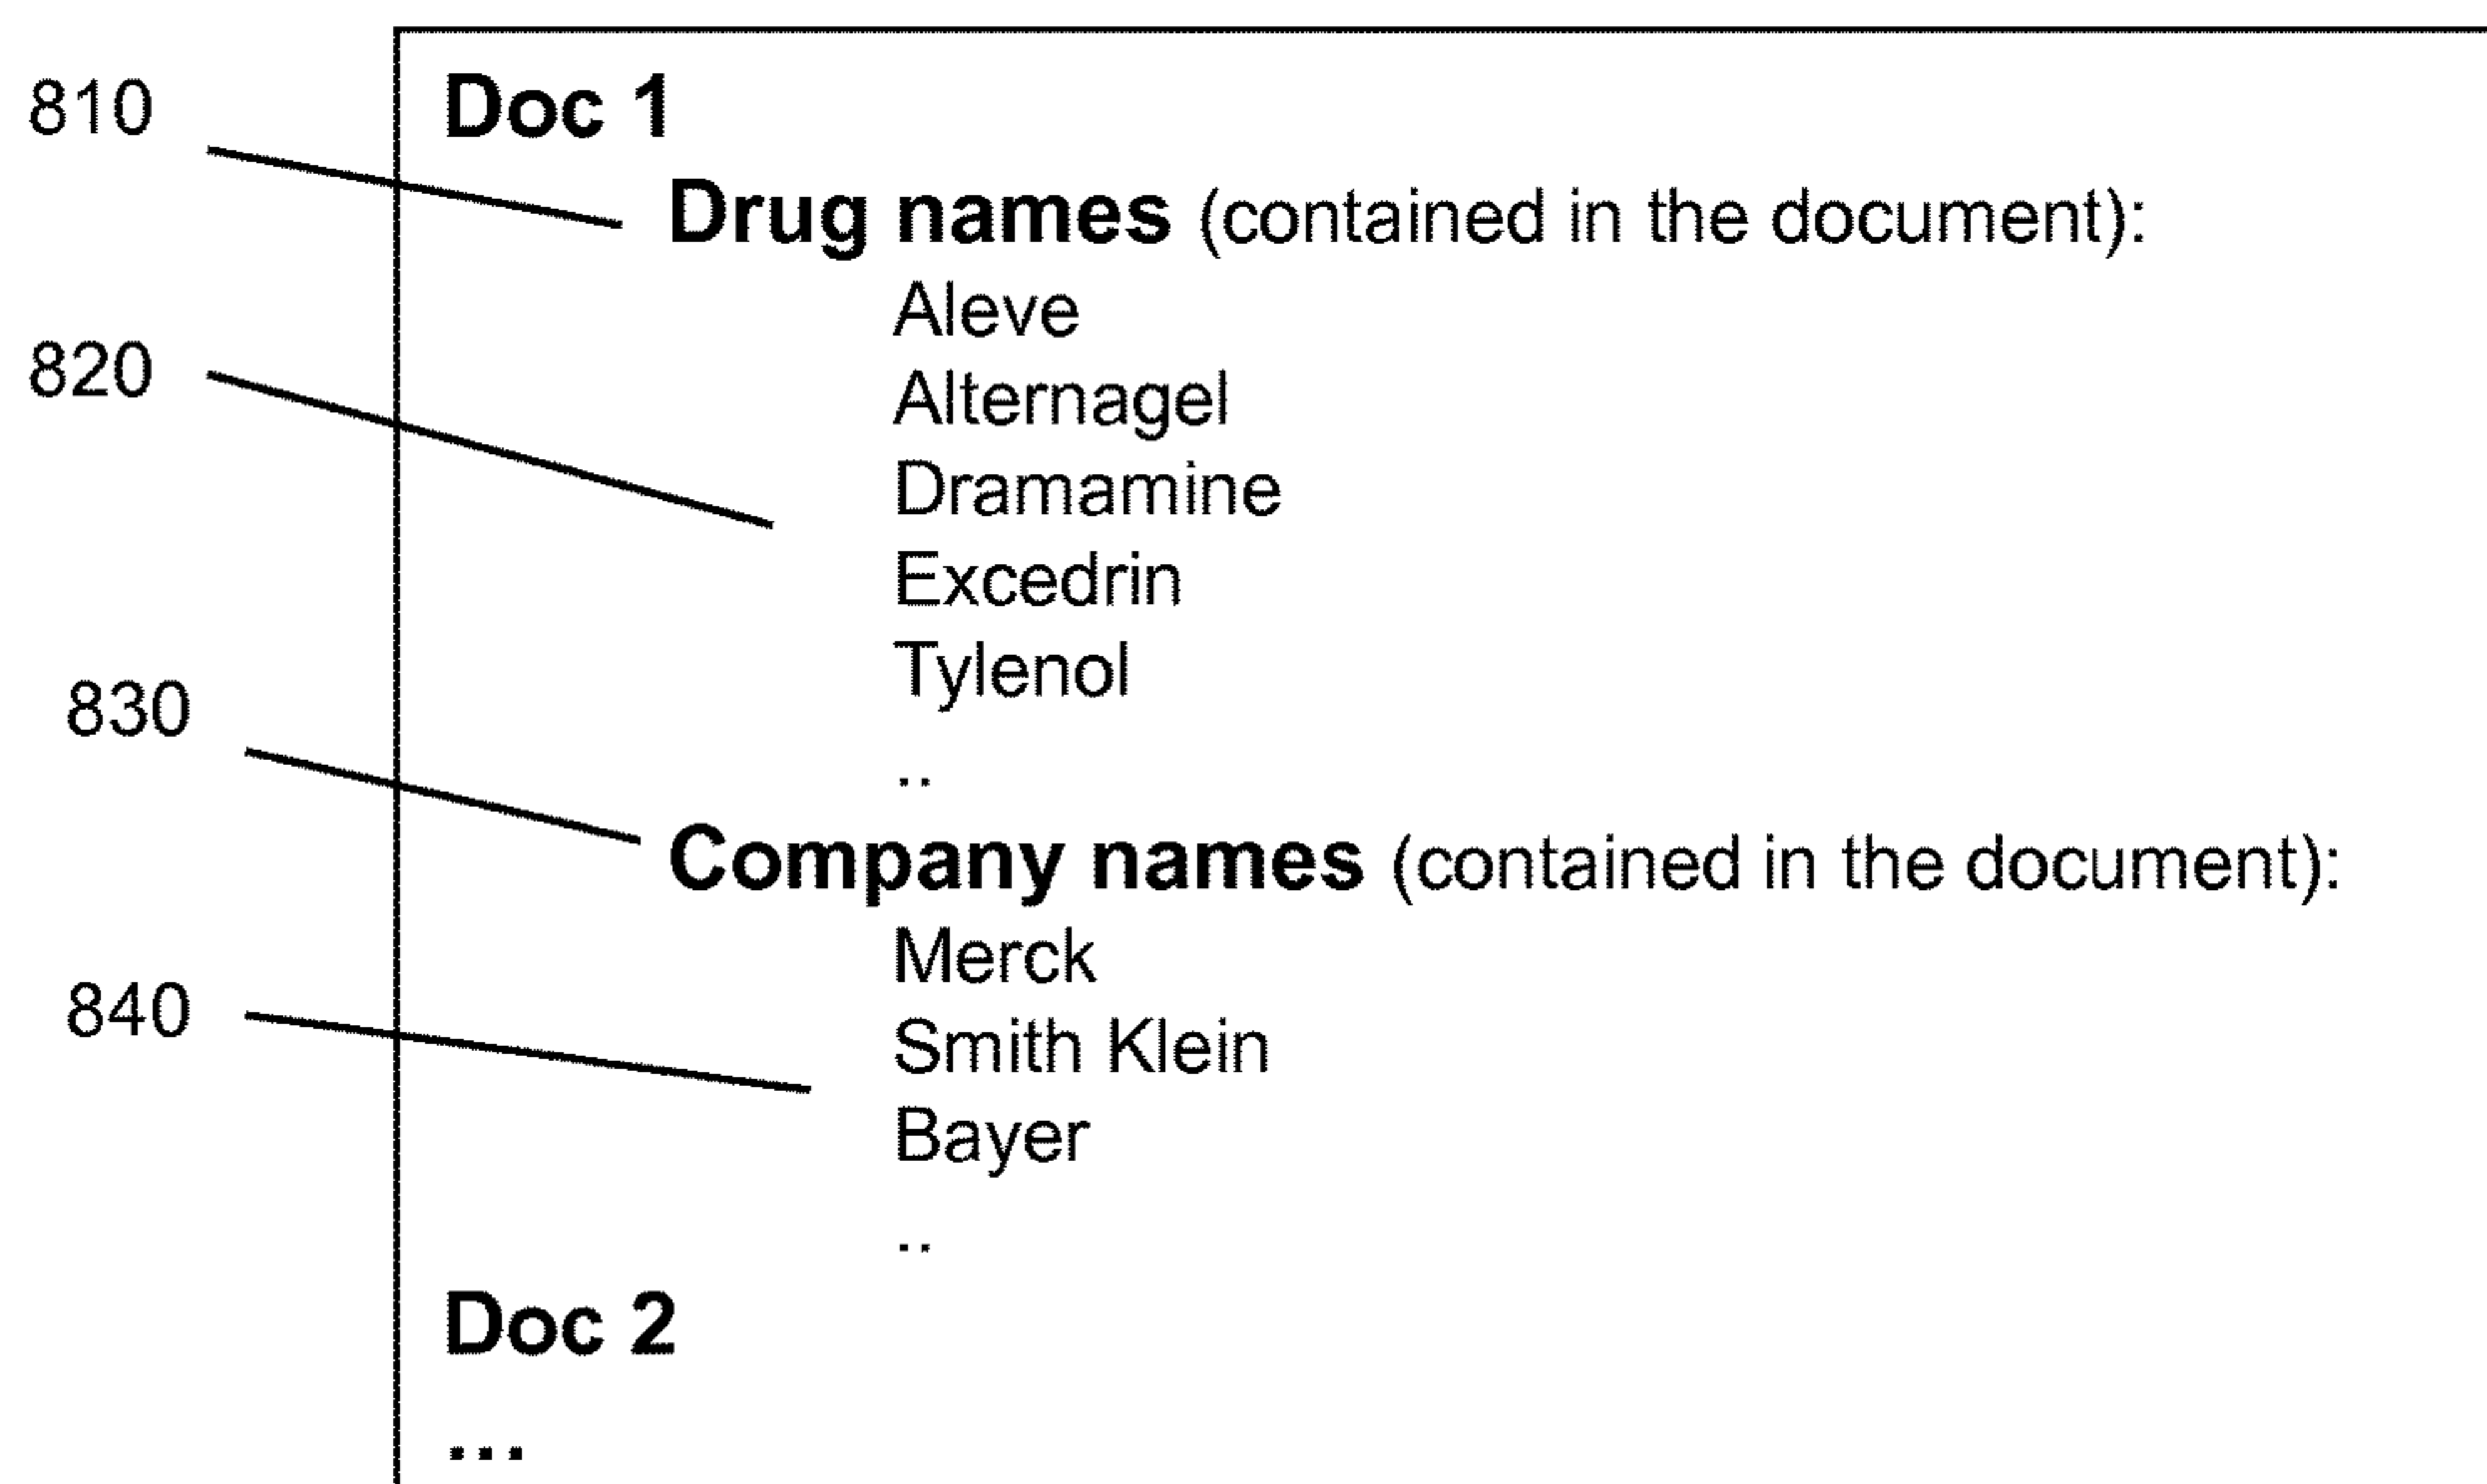 810
Doc 1
Drug names (contained in the document):
Aleve
820
Alternagel
Dramamine
Excedrin
Tylenol
830
..
Company names (contained in the document):
Merck
840
Smith Klein
Bayer
..
Doc 2
...